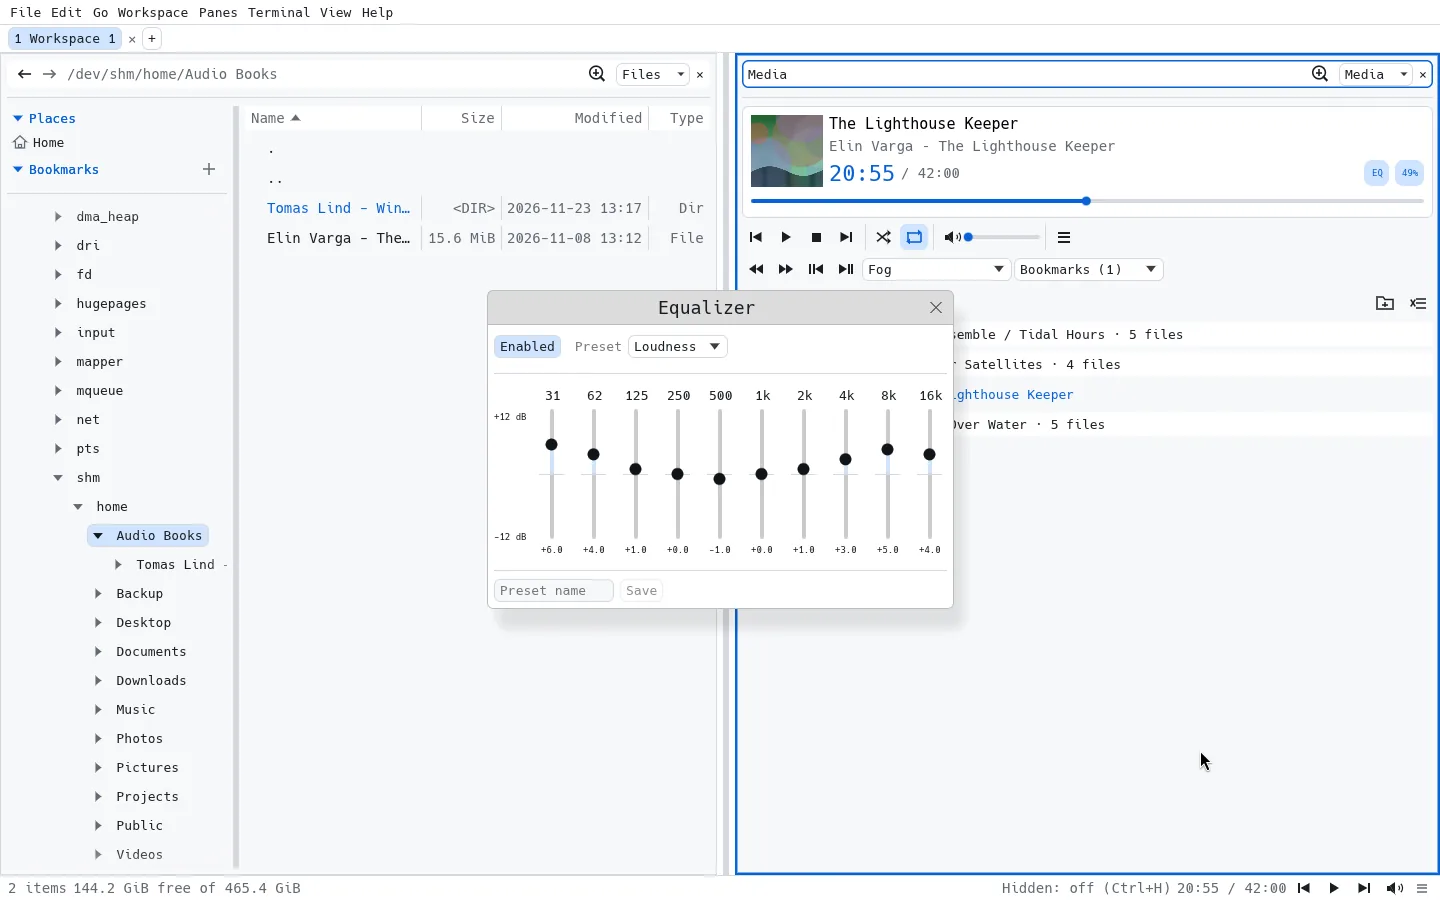 File Edit Go Workspace Panes Terminal View Help
1 Workspace 1 × +
/dev/shm/home/Audio Books Files ×
Places
Home
Bookmarks
dma_heap
dri
fd
hugepages
input
mapper
mqueue
net
pts
shm
home
Audio Books
Tomas Lind -
Backup
Desktop
Documents
Downloads
Music
Photos
Pictures
Projects
Public
Videos
Name Size Modified Type
.
..
Tomas Lind – Win… <DIR> 2026-11-23 13:17 Dir
Elin Varga – The… 15.6 MiB 2026-11-08 13:12 File
Media Media ×
The Lighthouse Keeper
Elin Varga - The Lighthouse Keeper
20:55 / 42:00 EQ 49%
Fog Bookmarks (1)
semble / Tidal Hours · 5 files
Satellites · 4 files
ighthouse Keeper
Over Water · 5 files
Equalizer
Enabled Preset Loudness
31 62 125 250 500 1k 2k 4k 8k 16k
+12 dB
-12 dB
+6.0 +4.0 +1.0 +0.0 -1.0 +0.0 +1.0 +3.0 +5.0 +4.0
Preset name Save
2 items 144.2 GiB free of 465.4 GiB
Hidden: off (Ctrl+H) 20:55 / 42:00